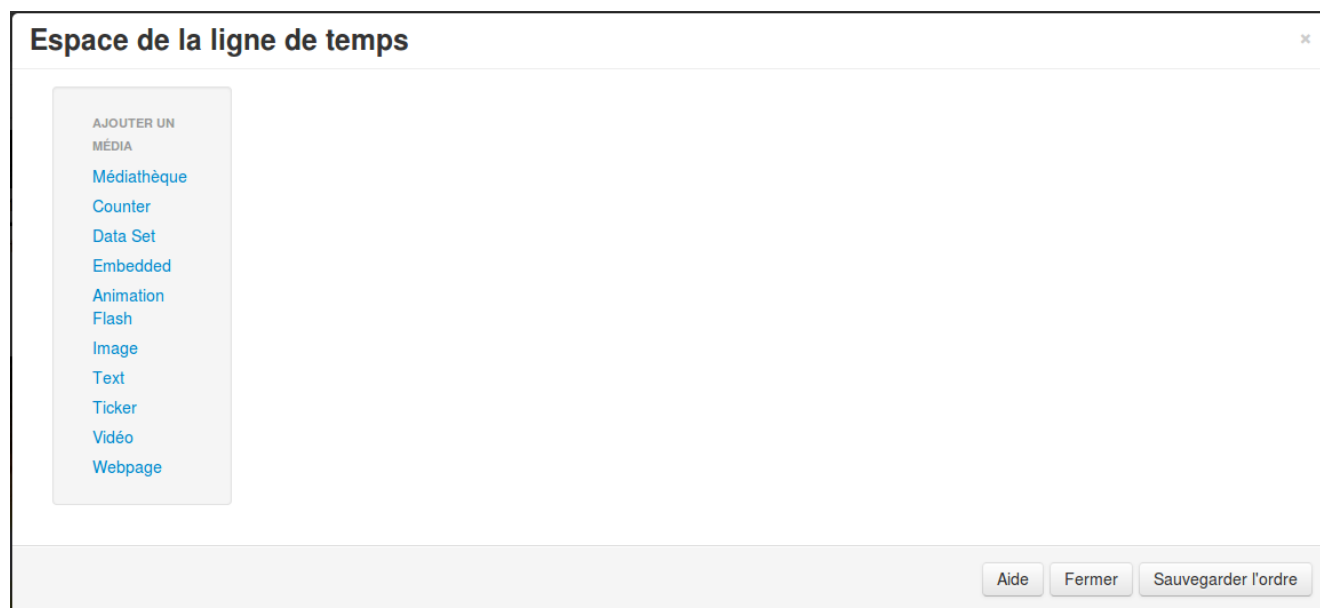 Espace de la ligne de temps
×
AJOUTER UN
MÉDIA
Médiathèque
Counter
Data Set
Embedded
Animation
Flash
Image
Text
Ticker
Vidéo
Webpage
Aide
Fermer
Sauvegarder l'ordre